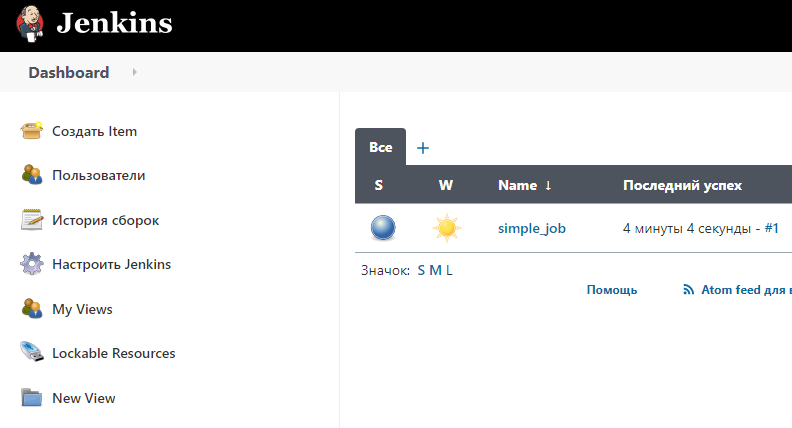 Jenkins
Dashboard
Создать Item
Пользователи
История сборок
Настроить Jenkins
My Views
Lockable Resources
New View
Все +
S W Name ↓ Последний успех
simple_job 4 минуты 4 секунды - #1
Значок: S M L
Помощь Atom feed для